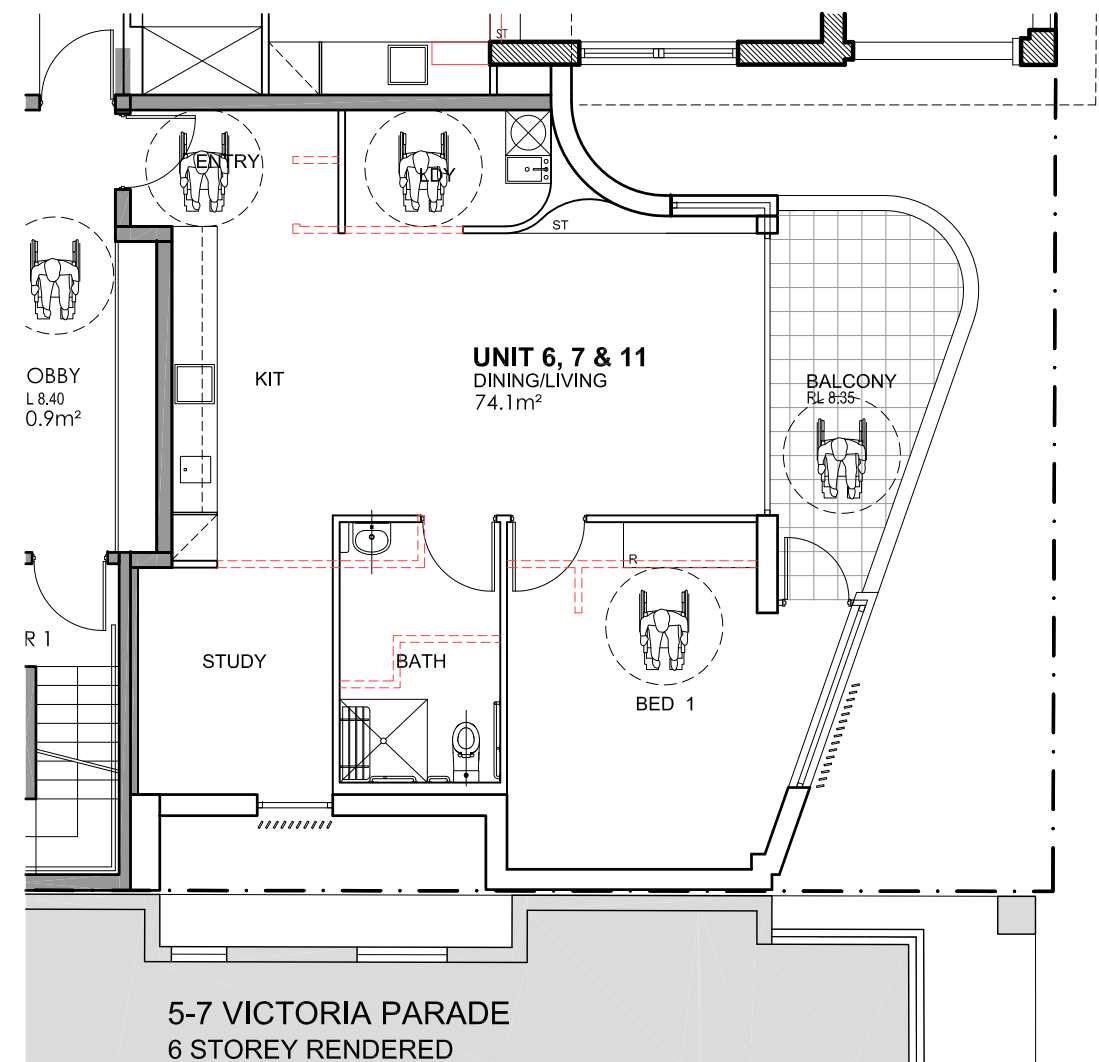 ST
ENTRY
LDY
ST
UNIT 6, 7 & 11
DINING/LIVING
74.1m²
KIT
BALCONY
RL 8.35
OBBY
L 8.40
0.9m²
R
R 1
STUDY
BATH
BED 1
5-7 VICTORIA PARADE
6 STOREY RENDERED